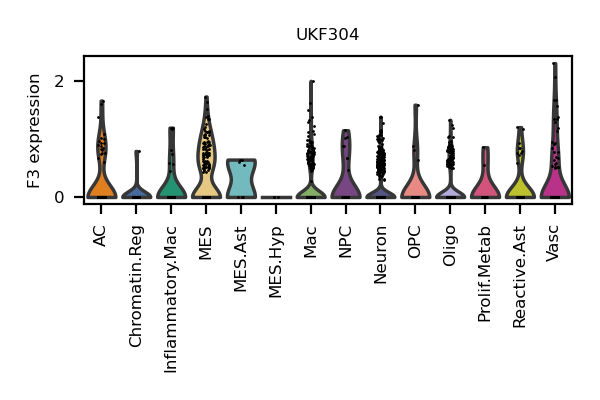 UKF304
F3 expression
2
0
AC
Chromatin.Reg
Inflammatory.Mac
MES
MES.Ast
MES.Hyp
Mac
NPC
Neuron
OPC
Oligo
Prolif.Metab
Reactive.Ast
Vasc